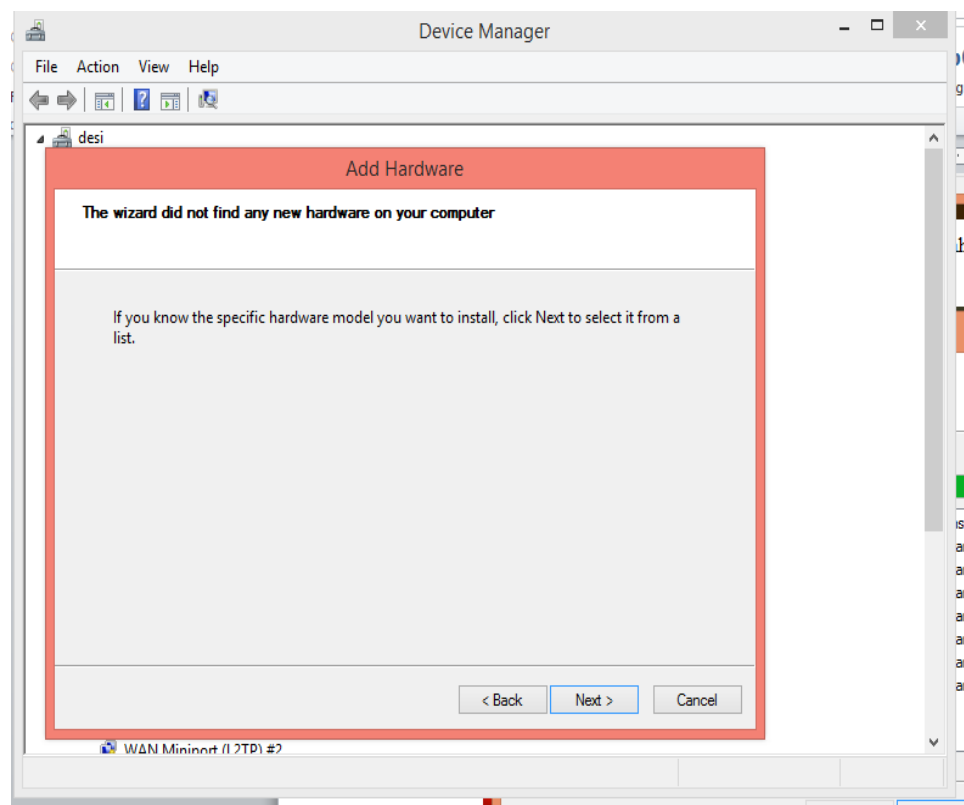 Device Manager
File Action View Help
desi
Add Hardware
The wizard did not find any new hardware on your computer
If you know the specific hardware model you want to install, click Next to select it from a
list.
< Back Next > Cancel
WAN Miniport (L2TP) #2